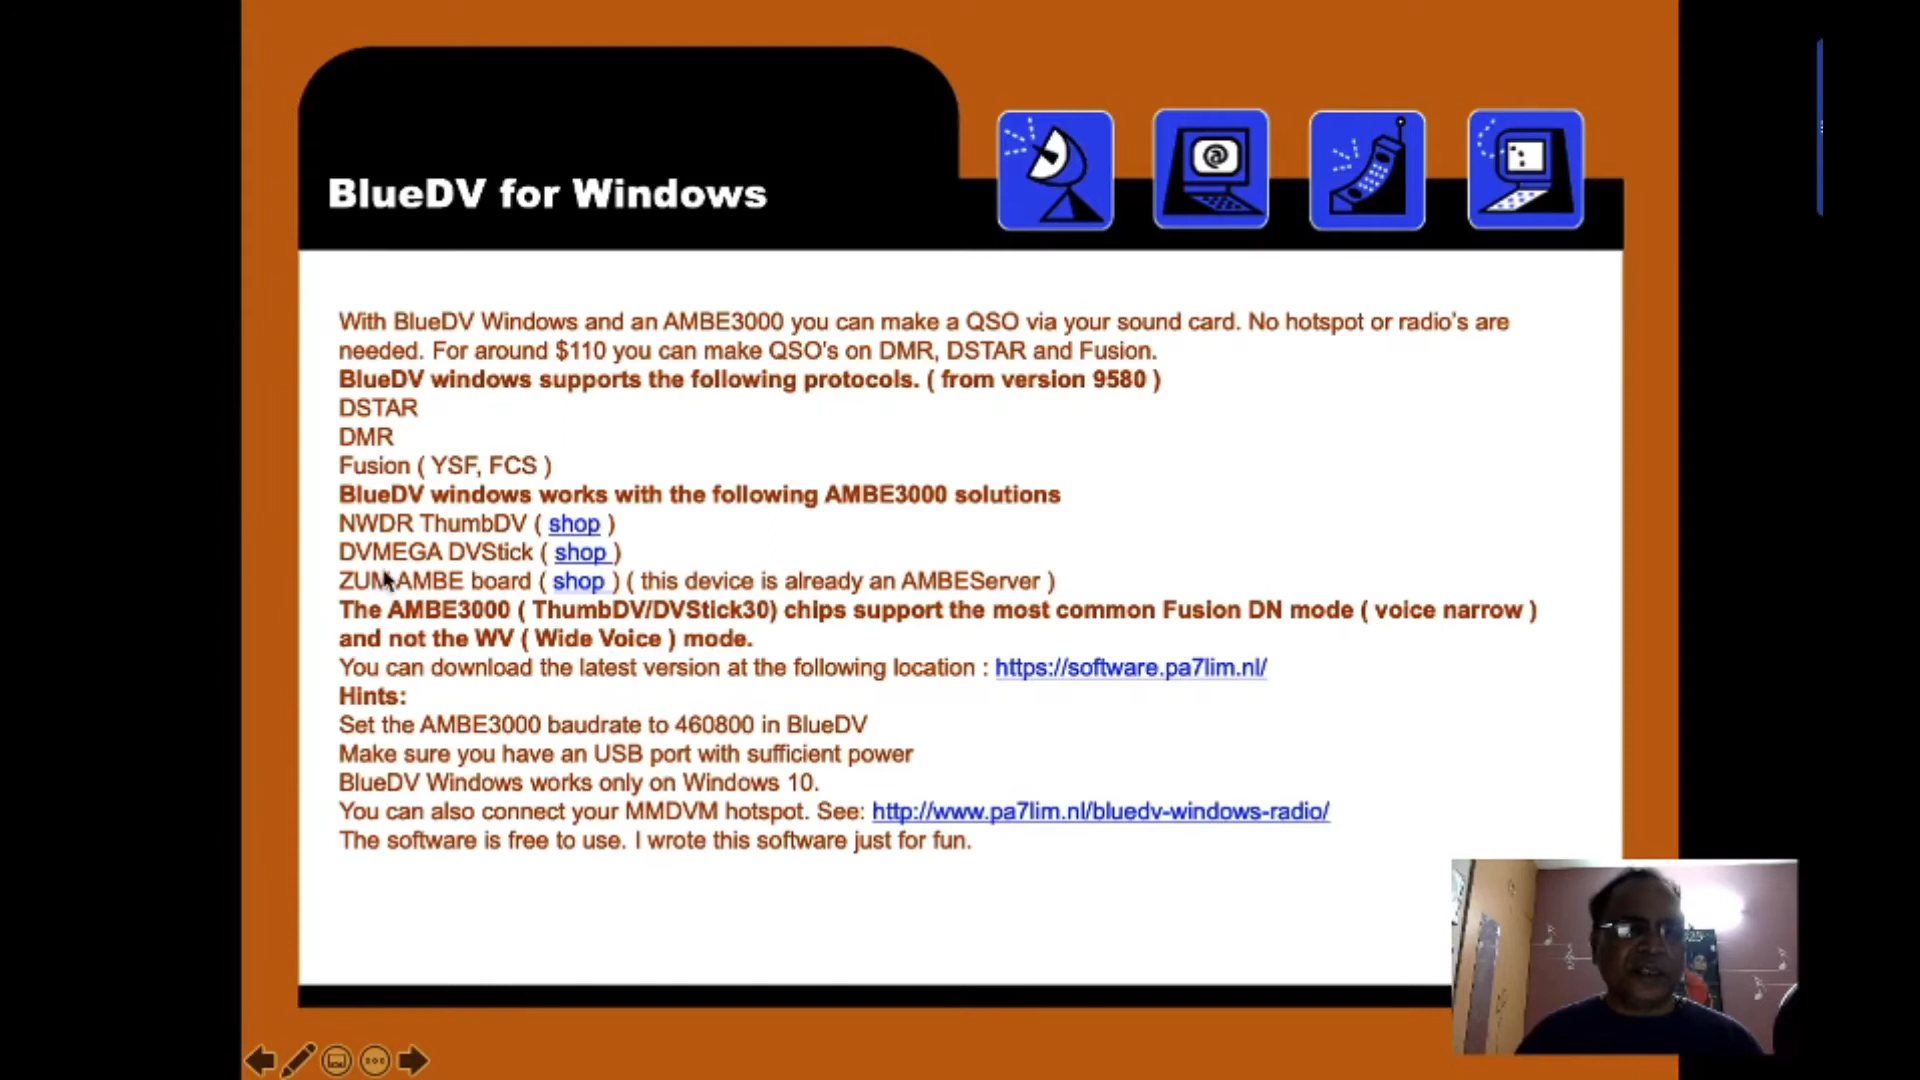 BlueDV for Windows
With BlueDV Windows and an AMBE3000 you can make a QSO via your sound card. No hotspot or radio's are
needed. For around $110 you can make QSO's on DMR, DSTAR and Fusion.
BlueDV windows supports the following protocols. ( from version 9580 )
DSTAR
DMR
Fusion ( YSF, FCS )
BlueDV windows works with the following AMBE3000 solutions
NWDR ThumbDV ( shop )
DVMEGA DVStick ( shop )
ZUM AMBE board ( shop ) ( this device is already an AMBEServer )
The AMBE3000 ( ThumbDV/DVStick30) chips support the most common Fusion DN mode ( voice narrow )
and not the WV ( Wide Voice ) mode.
You can download the latest version at the following location : https://software.pa7lim.nl/
Hints:
Set the AMBE3000 baudrate to 460800 in BlueDV
Make sure you have an USB port with sufficient power
BlueDV Windows works only on Windows 10.
You can also connect your MMDVM hotspot. See: http://www.pa7lim.nl/bluedv-windows-radio/
The software is free to use. I wrote this software just for fun.